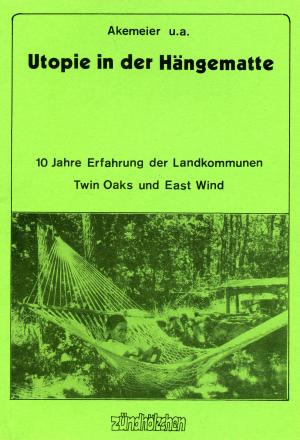 Akemeier u.a.
Utopie in der Hängematte
10 Jahre Erfahrung der Landkommunen
Twin Oaks und East Wind
zündhölzchen